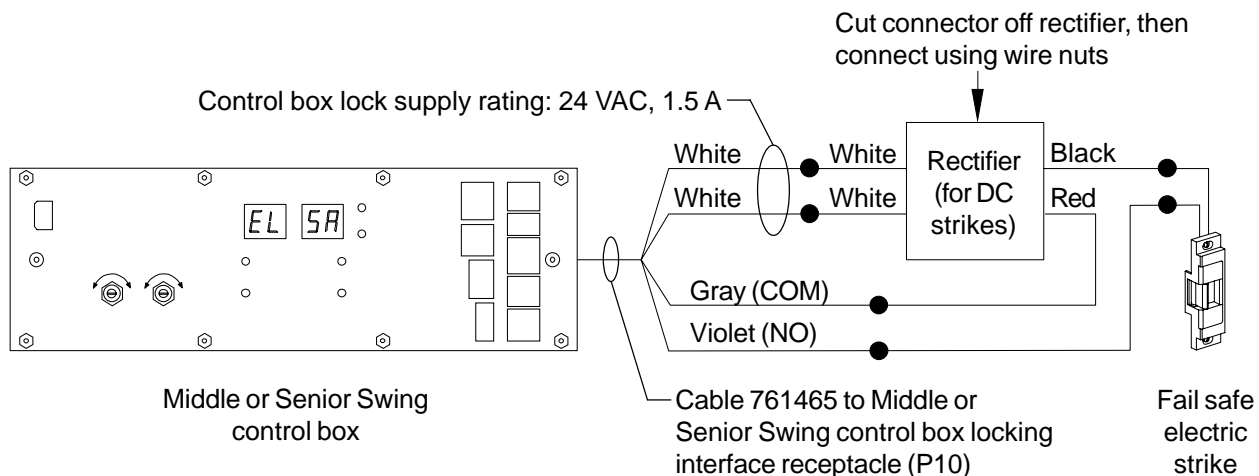 Cut connector off rectifier, then
connect using wire nuts
Control box lock supply rating: 24 VAC, 1.5 A
White
White
Rectifier
(for DC
strikes)
Black
White
White
Red
EL
SA
Gray (COM)
Violet (NO)
Middle or Senior Swing
control box
Cable 761465 to Middle or
Senior Swing control box locking
interface receptacle (P10)
Fail safe
electric
strike